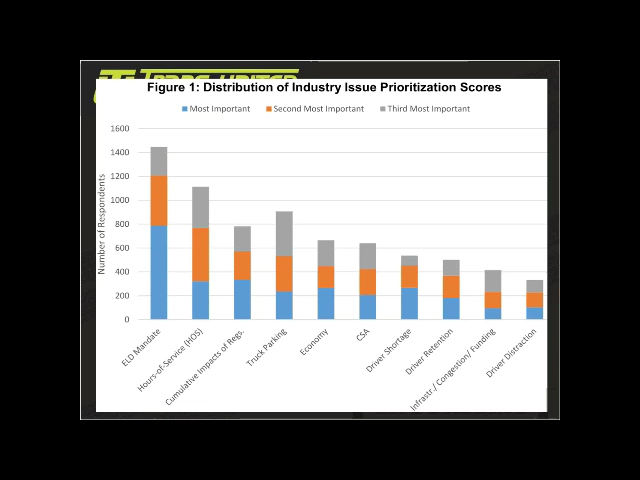 Figure 1: Distribution of Industry Issue Prioritization Scores
Most Important Second Most Important Third Most Important
Number of Respondents
1600
1400
1200
1000
800
600
400
200
0
ELD Mandate
Hours-of-Service (HOS)
Cumulative Impacts of Regs.
Truck Parking
Economy
CSA
Driver Shortage
Driver Retention
Infrastr./ Congestion/ Funding
Driver Distraction